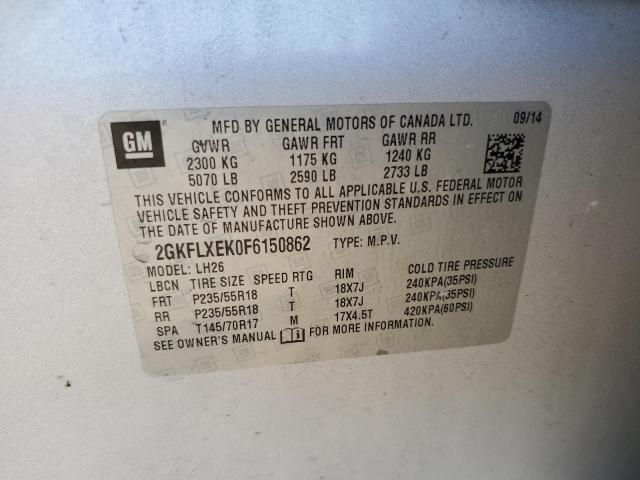 GM ® MFD BY GENERAL MOTORS OF CANADA LTD. 09/14
GVWR GAWR FRT GAWR RR
2300 KG 1175 KG 1240 KG
5070 LB 2590 LB 2733 LB
THIS VEHICLE CONFORMS TO ALL APPLICABLE U.S. FEDERAL MOTOR
VEHICLE SAFETY AND THEFT PREVENTION STANDARDS IN EFFECT ON
THE DATE OF MANUFACTURE SHOWN ABOVE.
2GKFLXEK0F6150862 TYPE: M.P.V.
MODEL: LH26
LBCN TIRE SIZE SPEED RTG RIM COLD TIRE PRESSURE
FRT P235/55R18 T 18X7J 240KPA(35PSI)
RR P235/55R18 T 18X7J 240KPA(35PSI)
SPA T145/70R17 M 17X4.5T 420KPA(60PSI)
SEE OWNER'S MANUAL FOR MORE INFORMATION.